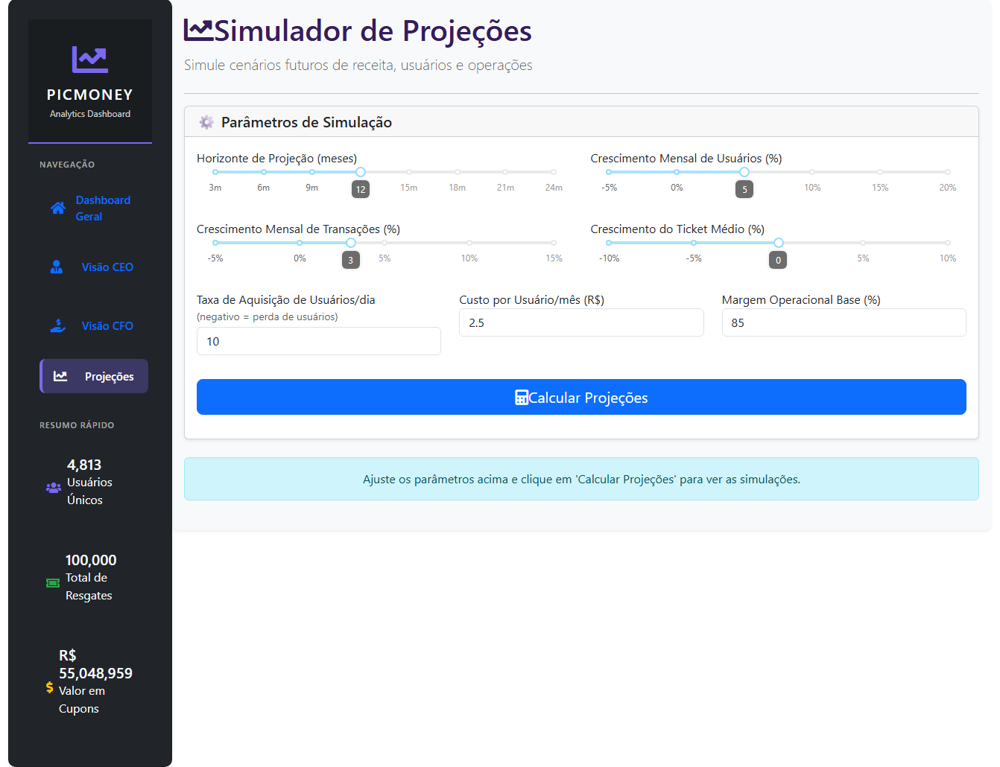 PICMONEY
Analytics Dashboard
NAVEGAÇÃO
Dashboard
Geral
Visão CEO
Visão CFO
Projeções
RESUMO RÁPIDO
4,813
Usuários
Únicos
100,000
Total de
Resgates
R$
55,048,959
Valor em
Cupons
Simulador de Projeções
Simule cenários futuros de receita, usuários e operações
Parâmetros de Simulação
Horizonte de Projeção (meses)
3m 6m 9m 12 15m 18m 21m 24m
Crescimento Mensal de Usuários (%)
-5% 0% 5 10% 15% 20%
Crescimento Mensal de Transações (%)
-5% 0% 3 5% 10% 15%
Crescimento do Ticket Médio (%)
-10% -5% 0 5% 10%
Taxa de Aquisição de Usuários/dia
(negativo = perda de usuários)
10
Custo por Usuário/mês (R$)
2.5
Margem Operacional Base (%)
85
Calcular Projeções
Ajuste os parâmetros acima e clique em 'Calcular Projeções' para ver as simulações.